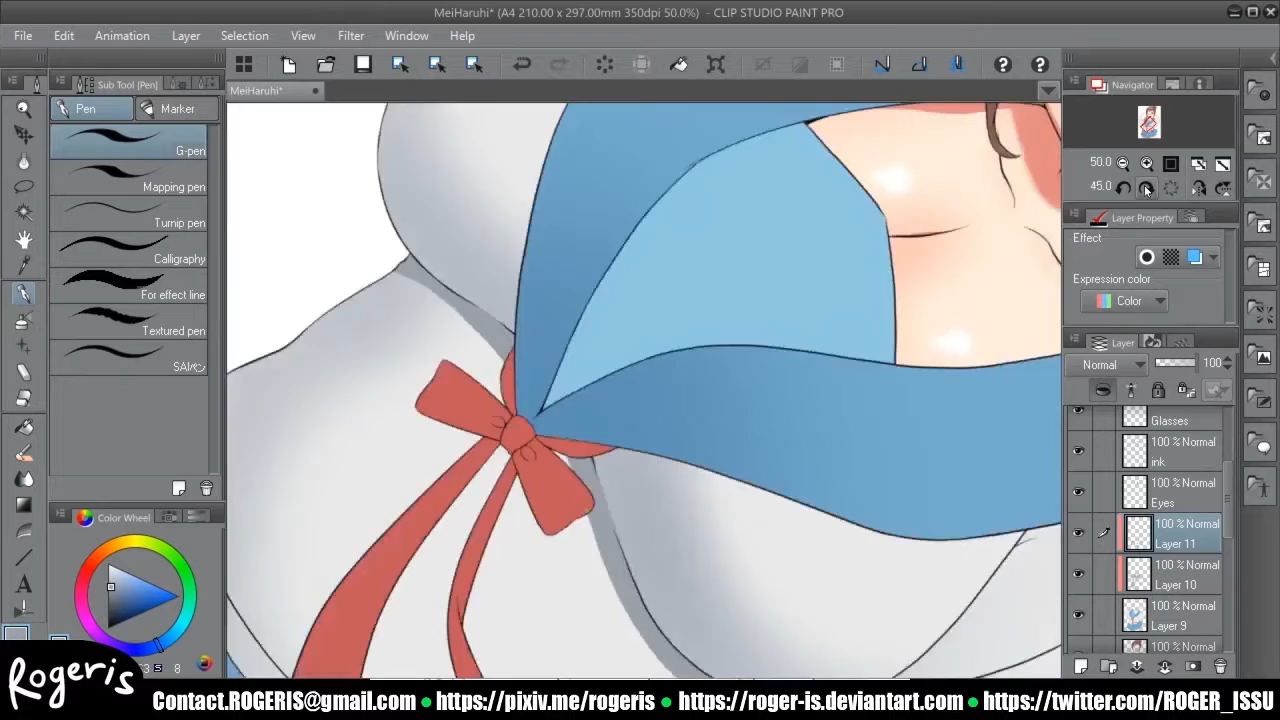 MeiHaruhi* (A4 210.00 x 297.00mm 350dpi 50.0%) - CLIP STUDIO PAINT PRO
File Edit Animation Layer Selection View Filter Window Help
Sub Tool [Pen]
MeiHaruhi*
Navigator
Pen Marker
G-pen
Mapping pen
Turnip pen
Calligraphy
For effect line
Textured pen
50.0
45.0
Layer Property
Effect
Expression color
Color
Layer
Normal 100
Glasses
100 % Normal
ink
100 % Normal
Eyes
100 % Normal
Layer 11
100 % Normal
Layer 10
100 % Normal
Layer 9
100 % Normal
Color Wheel
S 8
Rogeris
Contact.ROGERIS@gmail.com ● https://pixiv.me/rogeris ● https://roger-is.deviantart.com ● https://twitter.com/ROGER_ISSU